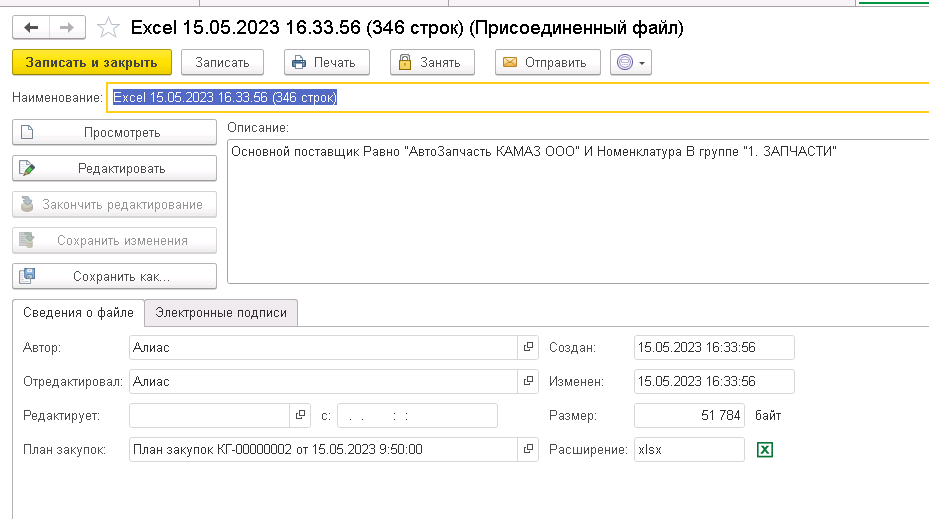 Excel 15.05.2023 16.33.56 (346 строк) (Присоединенный файл)
Записать и закрыть Записать Печать Занять Отправить
Наименование: Excel 15.05.2023 16.33.56 (346 строк)
Просмотреть
Редактировать
Закончить редактирование
Сохранить изменения
Сохранить как...
Описание:
Основной поставщик Равно "АвтоЗапчасть КАМАЗ ООО" И Номенклатура В группе "1. ЗАПЧАСТИ"
Сведения о файле Электронные подписи
Автор: Алиас Создан: 15.05.2023 16:33:56
Отредактировал: Алиас Изменен: 15.05.2023 16:33:56
Редактирует: с: . . : : Размер: 51 784 байт
План закупок: План закупок КГ-00000002 от 15.05.2023 9:50:00 Расширение: xlsx